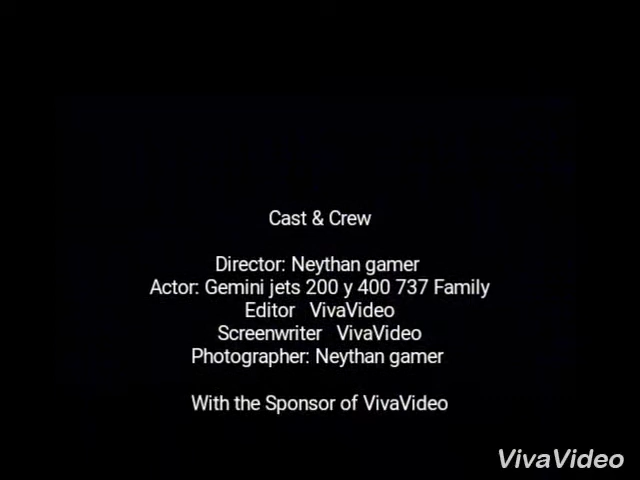 Cast & Crew
Director: Neythan gamer
Actor: Gemini jets 200 y 400 737 Family
Editor VivaVideo
Screenwriter VivaVideo
Photographer: Neythan gamer
With the Sponsor of VivaVideo
VivaVideo